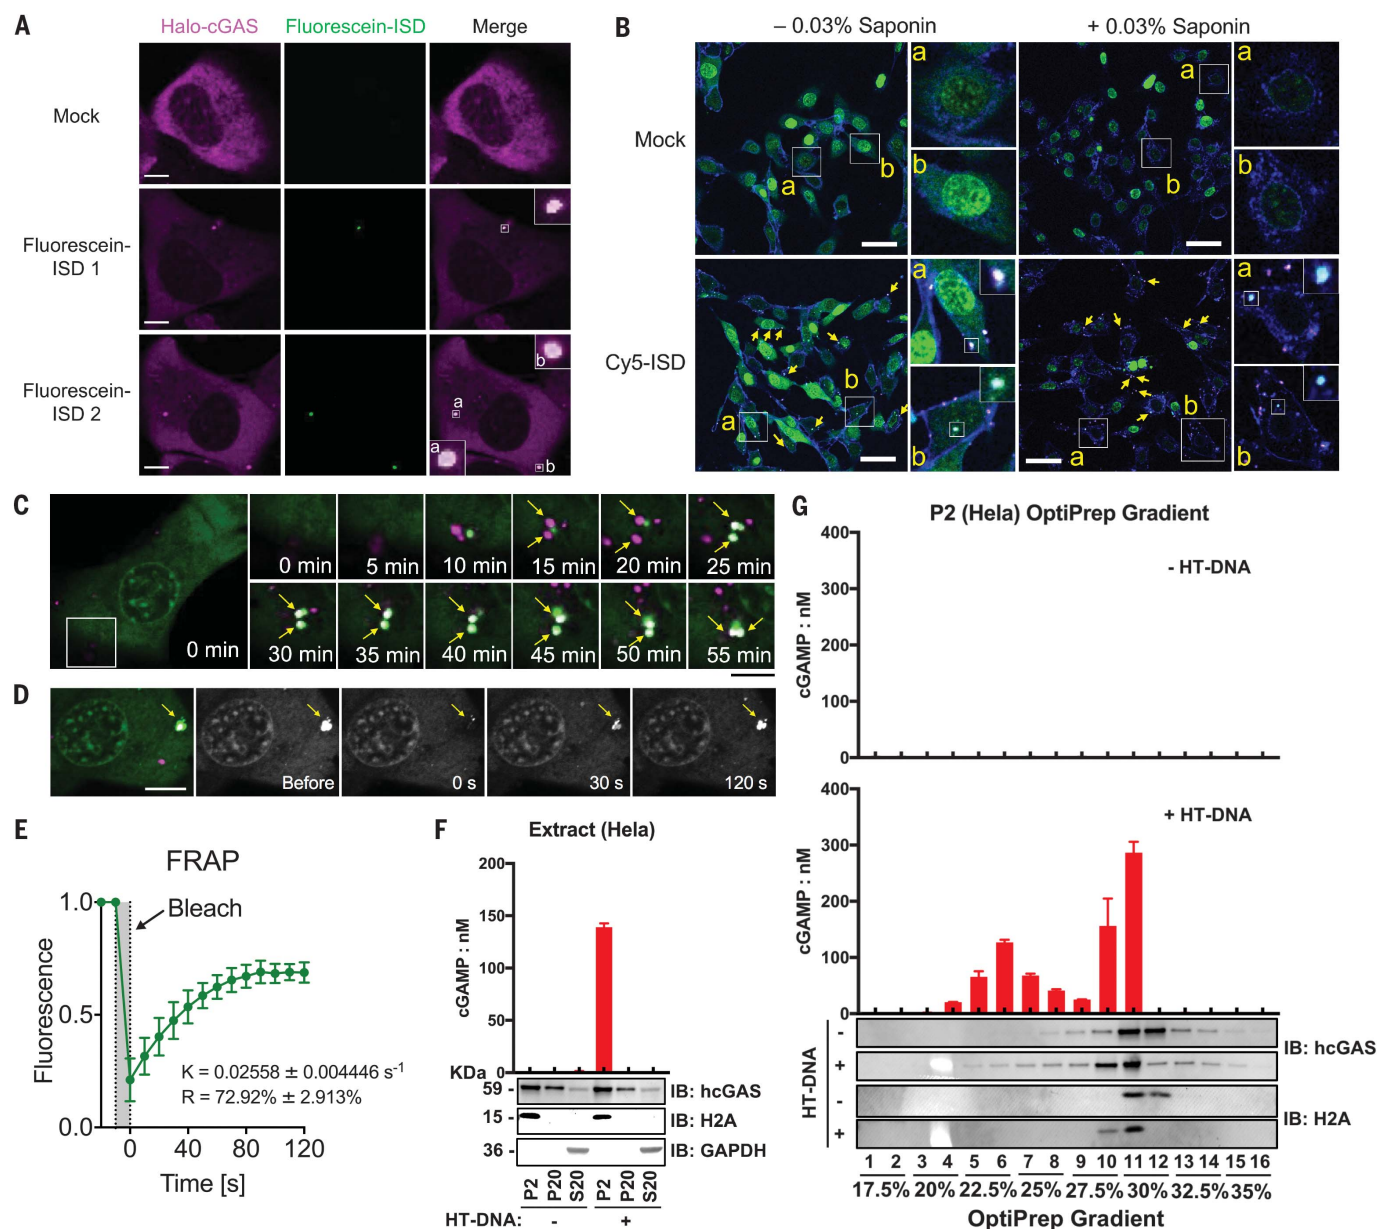 A
Halo-cGAS
Fluorescein-ISD
Merge
Mock
Fluorescein-
ISD 1
Fluorescein-
ISD 2
a
b
a
b
B
– 0.03% Saponin
+ 0.03% Saponin
Mock
a
b
a
b
a
b
a
b
Cy5-ISD
a
b
a
b
a
b
a
b
C
0 min
0 min
5 min
10 min
15 min
20 min
25 min
30 min
35 min
40 min
45 min
50 min
55 min
D
Before
0 s
30 s
120 s
E
FRAP
Bleach
Fluorescence
1.0
0.5
0.0
K = 0.02558 ± 0.004446 s-1
R = 72.92% ± 2.913%
0 40 80 120
Time [s]
F
Extract (Hela)
cGAMP : nM
200
150
100
50
0
KDa
59 - IB: hcGAS
15 - IB: H2A
36 - IB: GAPDH
P2 P20 S20 P2 P20 S20
HT-DNA: - +
G
P2 (Hela) OptiPrep Gradient
- HT-DNA
cGAMP : nM
400
300
200
100
0
+ HT-DNA
cGAMP : nM
400
300
200
100
0
HT-DNA
-
+
IB: hcGAS
-
+
IB: H2A
1 2 3 4 5 6 7 8 9 10 11 12 13 14 15 16
17.5% 20% 22.5% 25% 27.5% 30% 32.5% 35%
OptiPrep Gradient